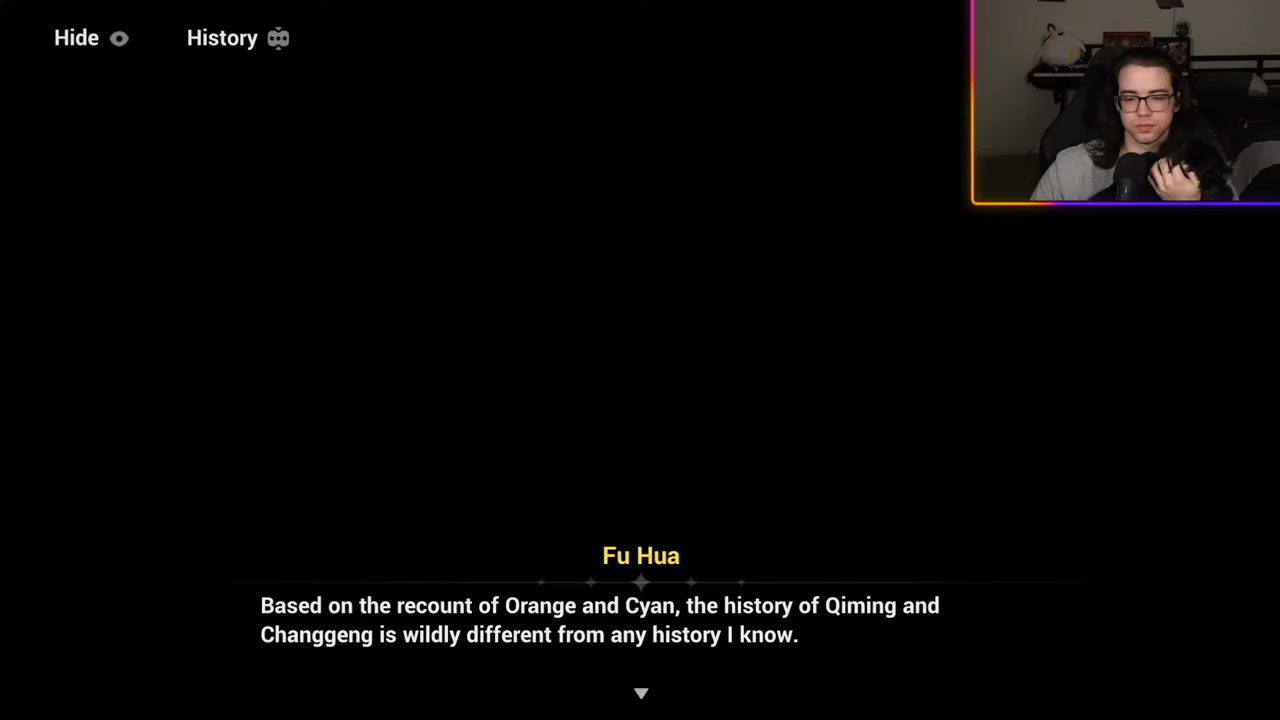 Hide
History
Fu Hua
Based on the recount of Orange and Cyan, the history of Qiming and
Changgeng is wildly different from any history I know.